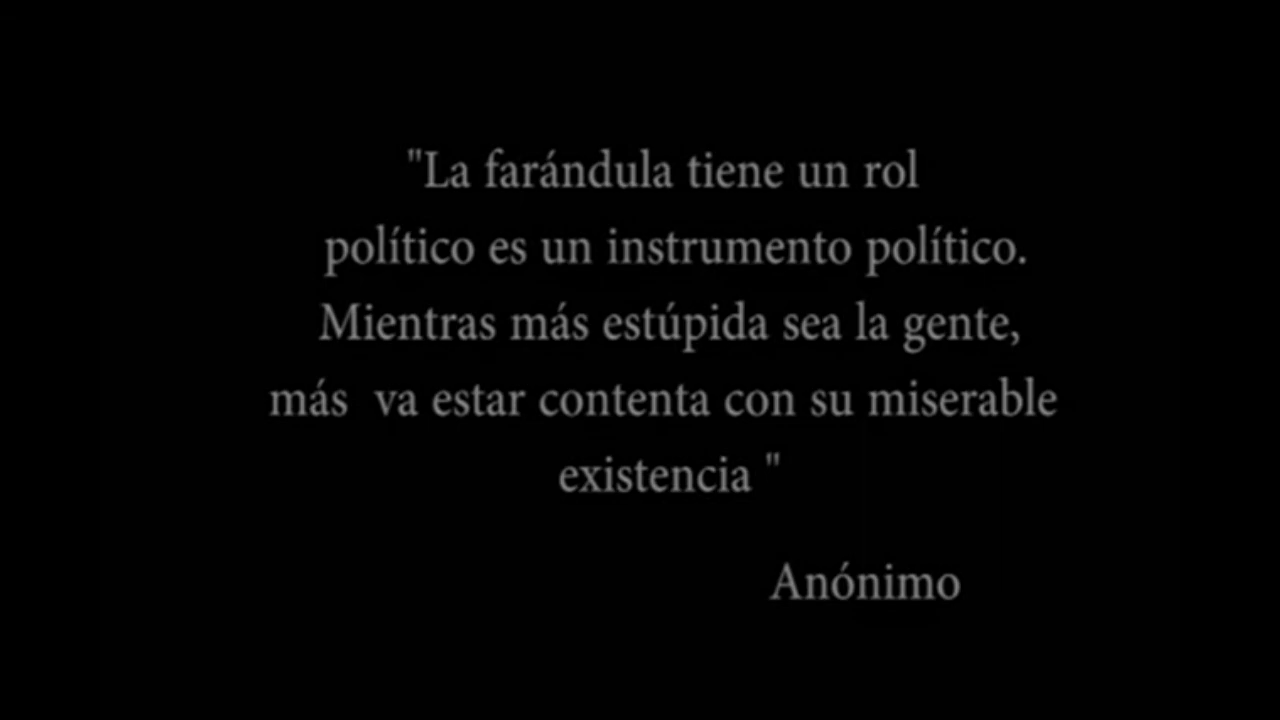 "La farándula tiene un rol
político es un instrumento político.
Mientras más estúpida sea la gente,
más  va estar contenta con su miserable
existencia "
Anónimo